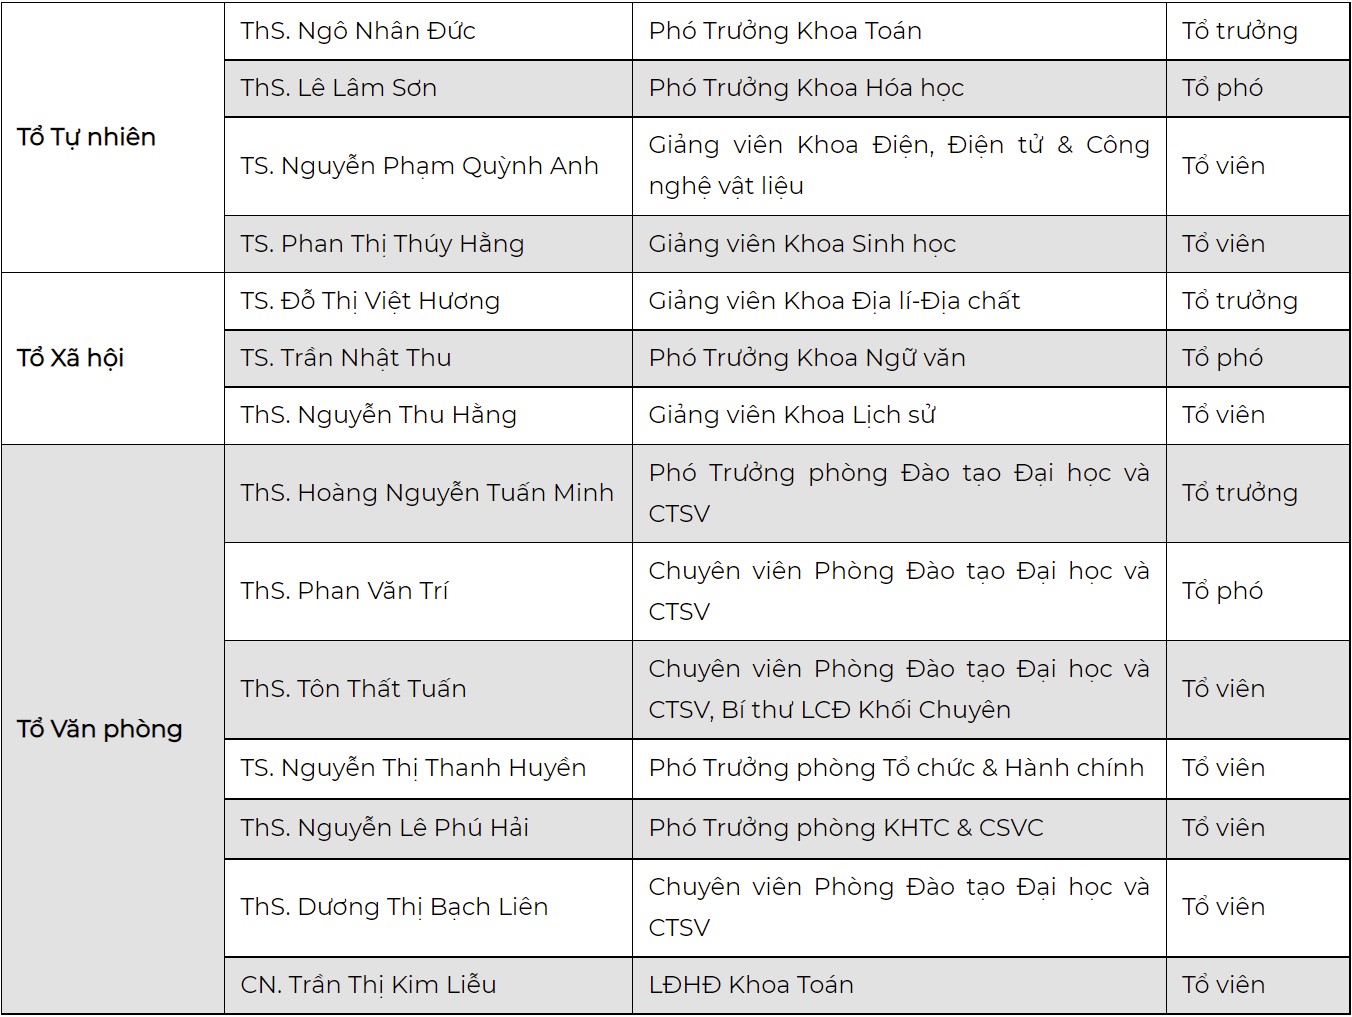 Tổ Tự nhiên
ThS. Ngô Nhân Đức
Phó Trưởng Khoa Toán
Tổ trưởng
ThS. Lê Lâm Sơn
Phó Trưởng Khoa Hóa học
Tổ phó
TS. Nguyễn Phạm Quỳnh Anh
Giảng viên Khoa Điện, Điện tử & Công
nghệ vật liệu
Tổ viên
TS. Phan Thị Thúy Hằng
Giảng viên Khoa Sinh học
Tổ viên
Tổ Xã hội
TS. Đỗ Thị Việt Hương
Giảng viên Khoa Địa lí-Địa chất
Tổ trưởng
TS. Trần Nhật Thu
Phó Trưởng Khoa Ngữ văn
Tổ phó
ThS. Nguyễn Thu Hằng
Giảng viên Khoa Lịch sử
Tổ viên
Tổ Văn phòng
ThS. Hoàng Nguyễn Tuấn Minh
Phó Trưởng phòng Đào tạo Đại học và
CTSV
Tổ trưởng
ThS. Phan Văn Trí
Chuyên viên Phòng Đào tạo Đại học và
CTSV
Tổ phó
ThS. Tôn Thất Tuấn
Chuyên viên Phòng Đào tạo Đại học và
CTSV, Bí thư LCĐ Khối Chuyên
Tổ viên
TS. Nguyễn Thị Thanh Huyền
Phó Trưởng phòng Tổ chức & Hành chính
Tổ viên
ThS. Nguyễn Lê Phú Hải
Phó Trưởng phòng KHTC & CSVC
Tổ viên
ThS. Dương Thị Bạch Liên
Chuyên viên Phòng Đào tạo Đại học và
CTSV
Tổ viên
CN. Trần Thị Kim Liễu
LĐHĐ Khoa Toán
Tổ viên